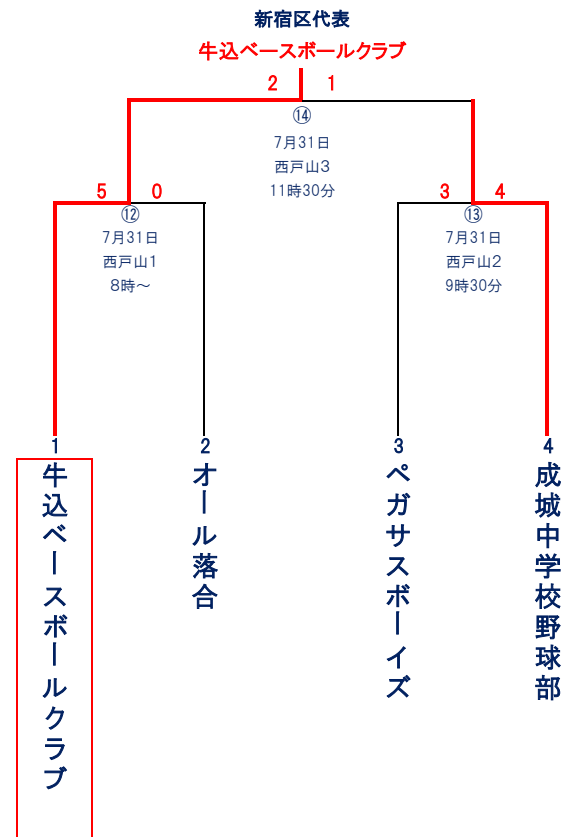 新宿区代表
牛込ベースボールクラブ
2 1
⑭
7月31日
西戸山3
11時30分
5 0
⑫
7月31日
西戸山1
8時～
3 4
⑬
7月31日
西戸山2
9時30分
1
牛込ベースボールクラブ
2
オール落合
3
ペガサスボーイズ
4
成城中学校野球部